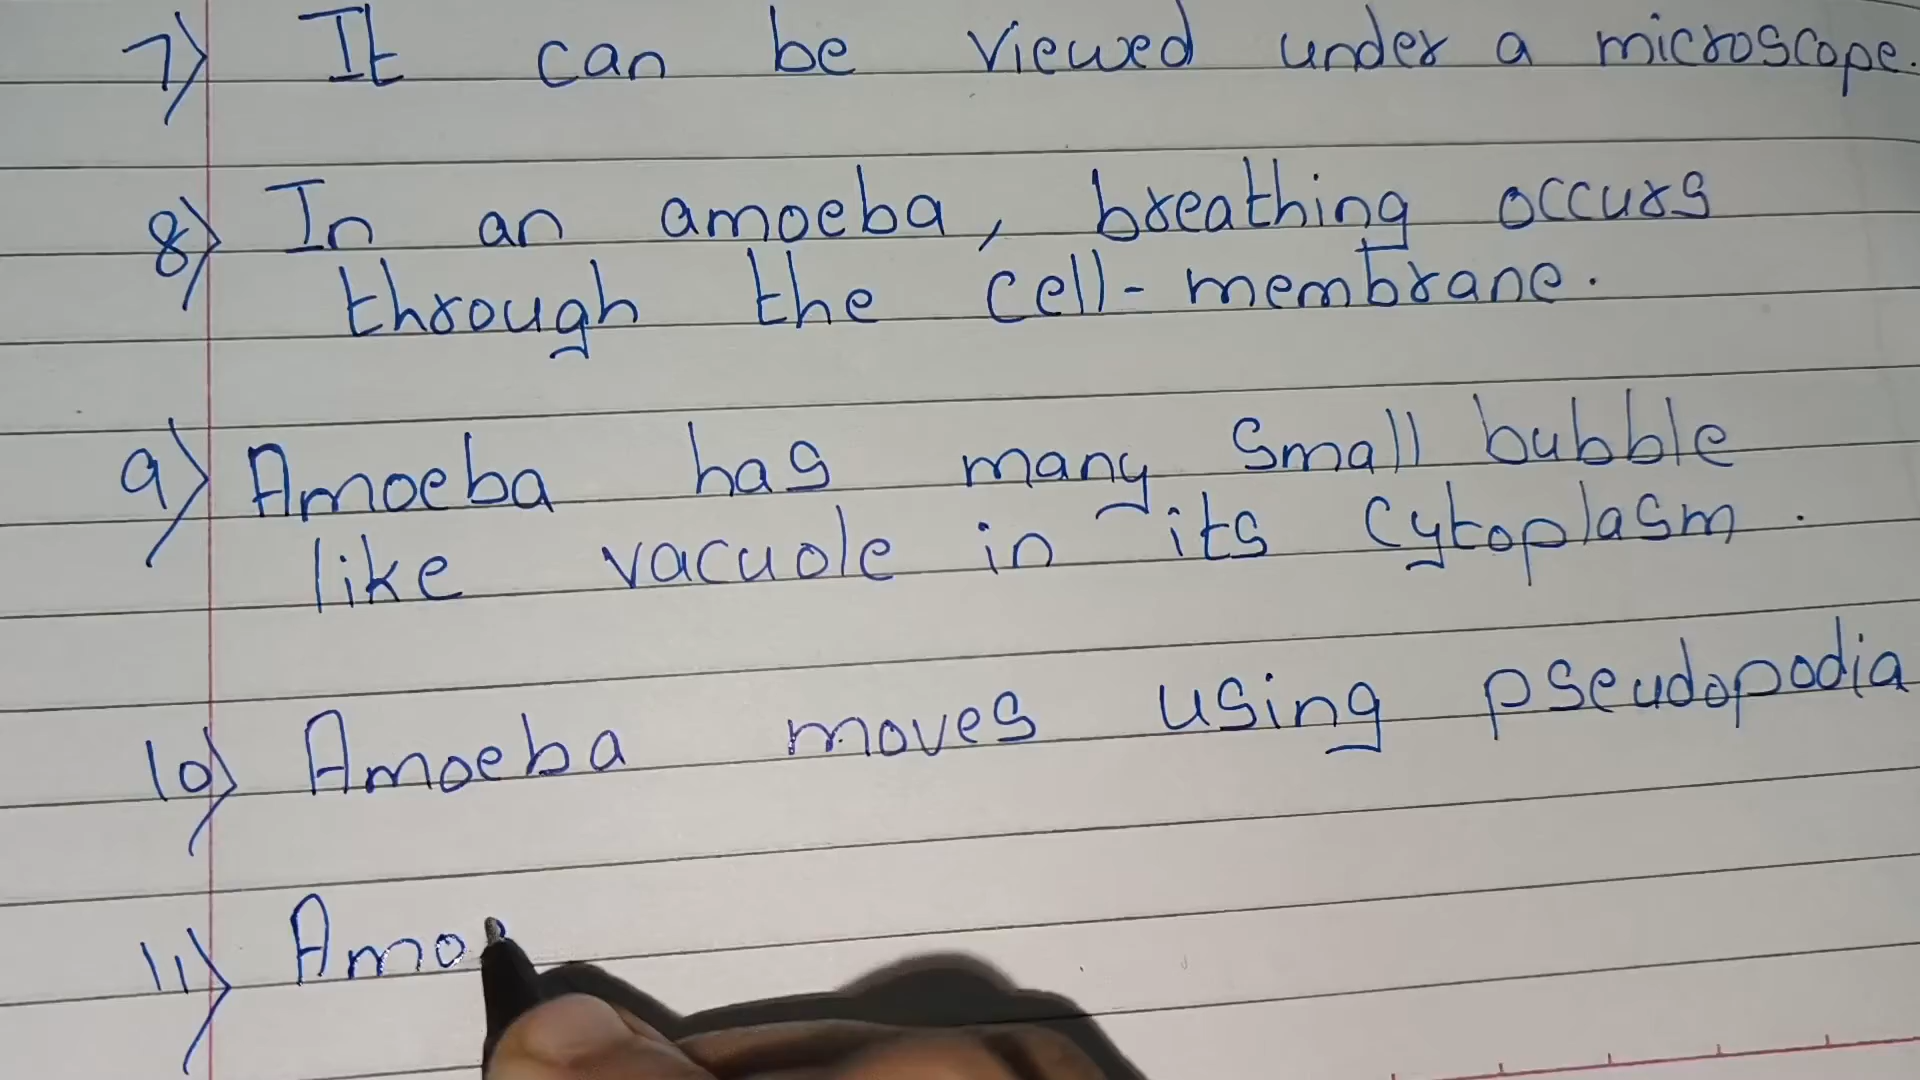 7) It can be viewed under a microscope.
8) In an amoeba, breathing occurs
through the cell-membrane.
9) Amoeba has many small bubble
like vacuole in its cytoplasm.
10) Amoeba moves using pseudopodia
11) Amo